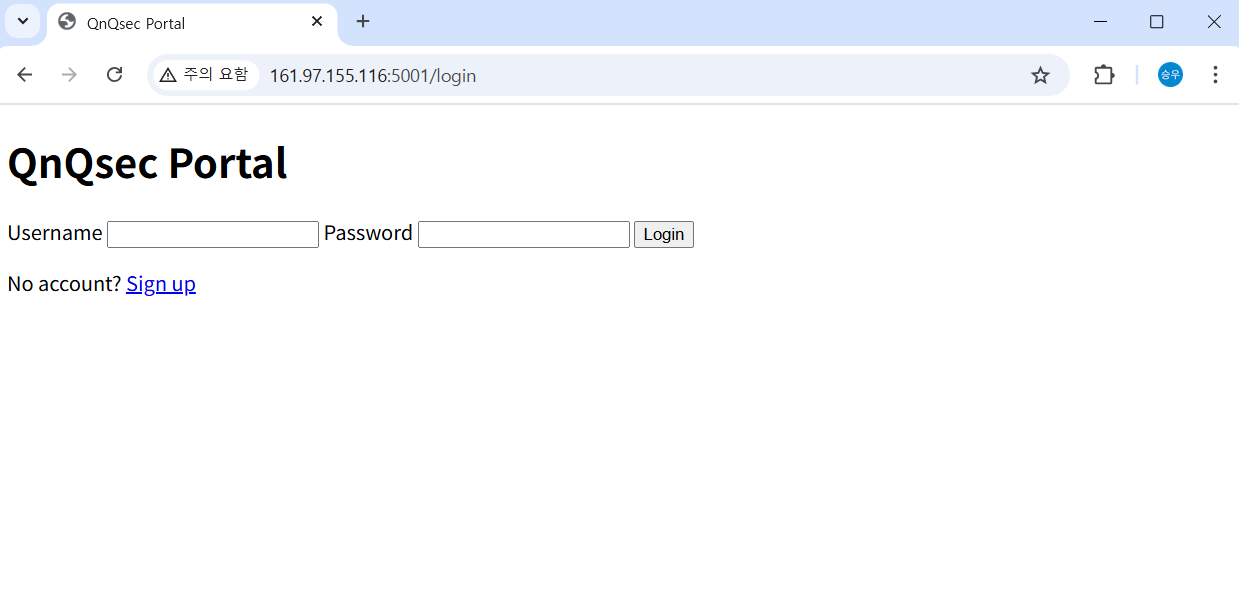 QnQsec Portal
주의 요함 161.97.155.116:5001/login
승우
QnQsec Portal
Username Password Login
No account? Sign up